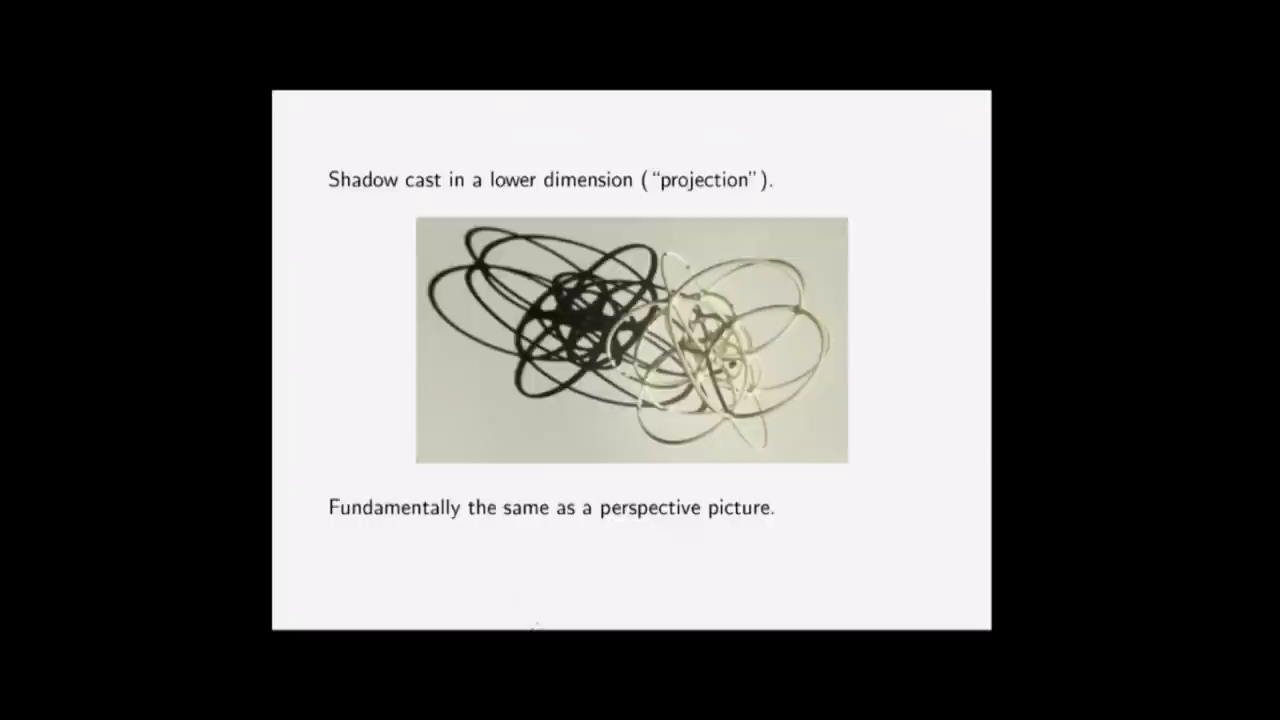 Shadow cast in a lower dimension (“projection”).
Fundamentally the same as a perspective picture.